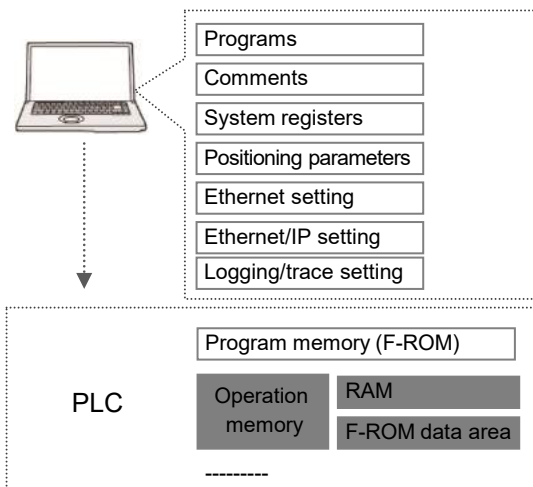 Programs
Comments
System registers
Positioning parameters
Ethernet setting
Ethernet/IP setting
Logging/trace setting
Program memory (F-ROM)
PLC
Operation
memory
RAM
F-ROM data area
---------